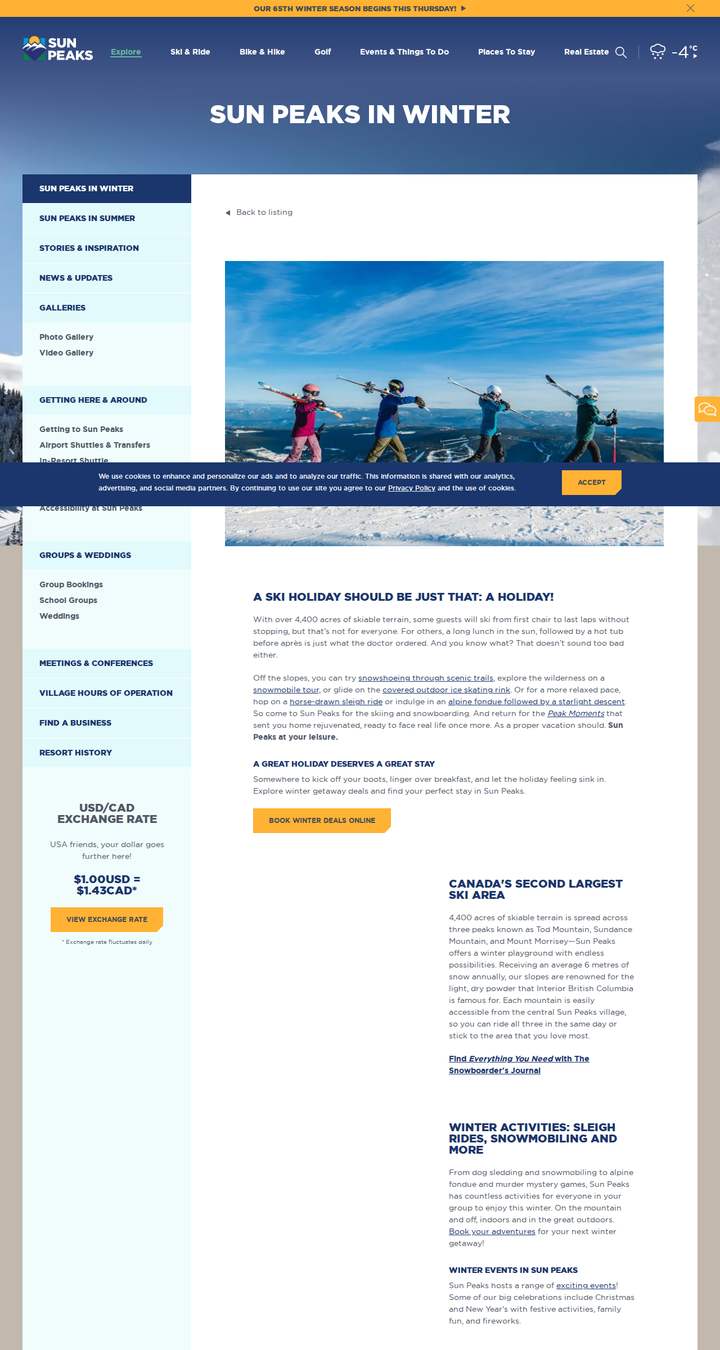 OUR 65TH WINTER SEASON BEGINS THIS THURSDAY!
SUN PEAKS
Explore
Ski & Ride
Bike & Hike
Golf
Events & Things To Do
Places To Stay
Real Estate
-4°C
SUN PEAKS IN WINTER
SUN PEAKS IN WINTER
SUN PEAKS IN SUMMER
STORIES & INSPIRATION
NEWS & UPDATES
GALLERIES
Photo Gallery
Video Gallery
GETTING HERE & AROUND
Getting to Sun Peaks
Airport Shuttles & Transfers
In-Resort Shuttle
Accessibility at Sun Peaks
GROUPS & WEDDINGS
Group Bookings
School Groups
Weddings
MEETINGS & CONFERENCES
VILLAGE HOURS OF OPERATION
FIND A BUSINESS
RESORT HISTORY
USD/CAD
EXCHANGE RATE
USA friends, your dollar goes
further here!
$1.00USD =
$1.43CAD*
VIEW EXCHANGE RATE
* Exchange rate fluctuates daily
Back to listing
We use cookies to enhance and personalize our ads and to analyze our traffic. This information is shared with our analytics,
advertising, and social media partners. By continuing to use our site you agree to our Privacy Policy and the use of cookies.
ACCEPT
A SKI HOLIDAY SHOULD BE JUST THAT: A HOLIDAY!
With over 4,400 acres of skiable terrain, some guests will ski from first chair to last laps without
stopping, but that's not for everyone. For others, a long lunch in the sun, followed by a hot tub
before après is just what the doctor ordered. And you know what? That doesn't sound too bad
either.
Off the slopes, you can try snowshoeing through scenic trails, explore the wilderness on a
snowmobile tour, or glide on the covered outdoor ice skating rink. Or for a more relaxed pace,
hop on a horse-drawn sleigh ride or indulge in an alpine fondue followed by a starlight descent.
So come to Sun Peaks for the skiing and snowboarding. And return for the Peak Moments that
sent you home rejuvenated, ready to face real life once more. As a proper vacation should. Sun
Peaks at your leisure.
A GREAT HOLIDAY DESERVES A GREAT STAY
Somewhere to kick off your boots, linger over breakfast, and let the holiday feeling sink in.
Explore winter getaway deals and find your perfect stay in Sun Peaks.
BOOK WINTER DEALS ONLINE
CANADA'S SECOND LARGEST
SKI AREA
4,400 acres of skiable terrain is spread across
three peaks known as Tod Mountain, Sundance
Mountain, and Mount Morrisey—Sun Peaks
offers a winter playground with endless
possibilities. Receiving an average 6 metres of
snow annually, our slopes are renowned for the
light, dry powder that Interior British Columbia
is famous for. Each mountain is easily
accessible from the central Sun Peaks village,
so you can ride all three in the same day or
stick to the area that you love most.
Find Everything You Need with The
Snowboarder's Journal
WINTER ACTIVITIES: SLEIGH
RIDES, SNOWMOBILING AND
MORE
From dog sledding and snowmobiling to alpine
fondue and murder mystery games, Sun Peaks
has countless activities for everyone in your
group to enjoy this winter. On the mountain
and off, indoors and in the great outdoors.
Book your adventures for your next winter
getaway!
WINTER EVENTS IN SUN PEAKS
Sun Peaks hosts a range of exciting events!
Some of our big celebrations include Christmas
and New Year's with festive activities, family
fun, and fireworks.